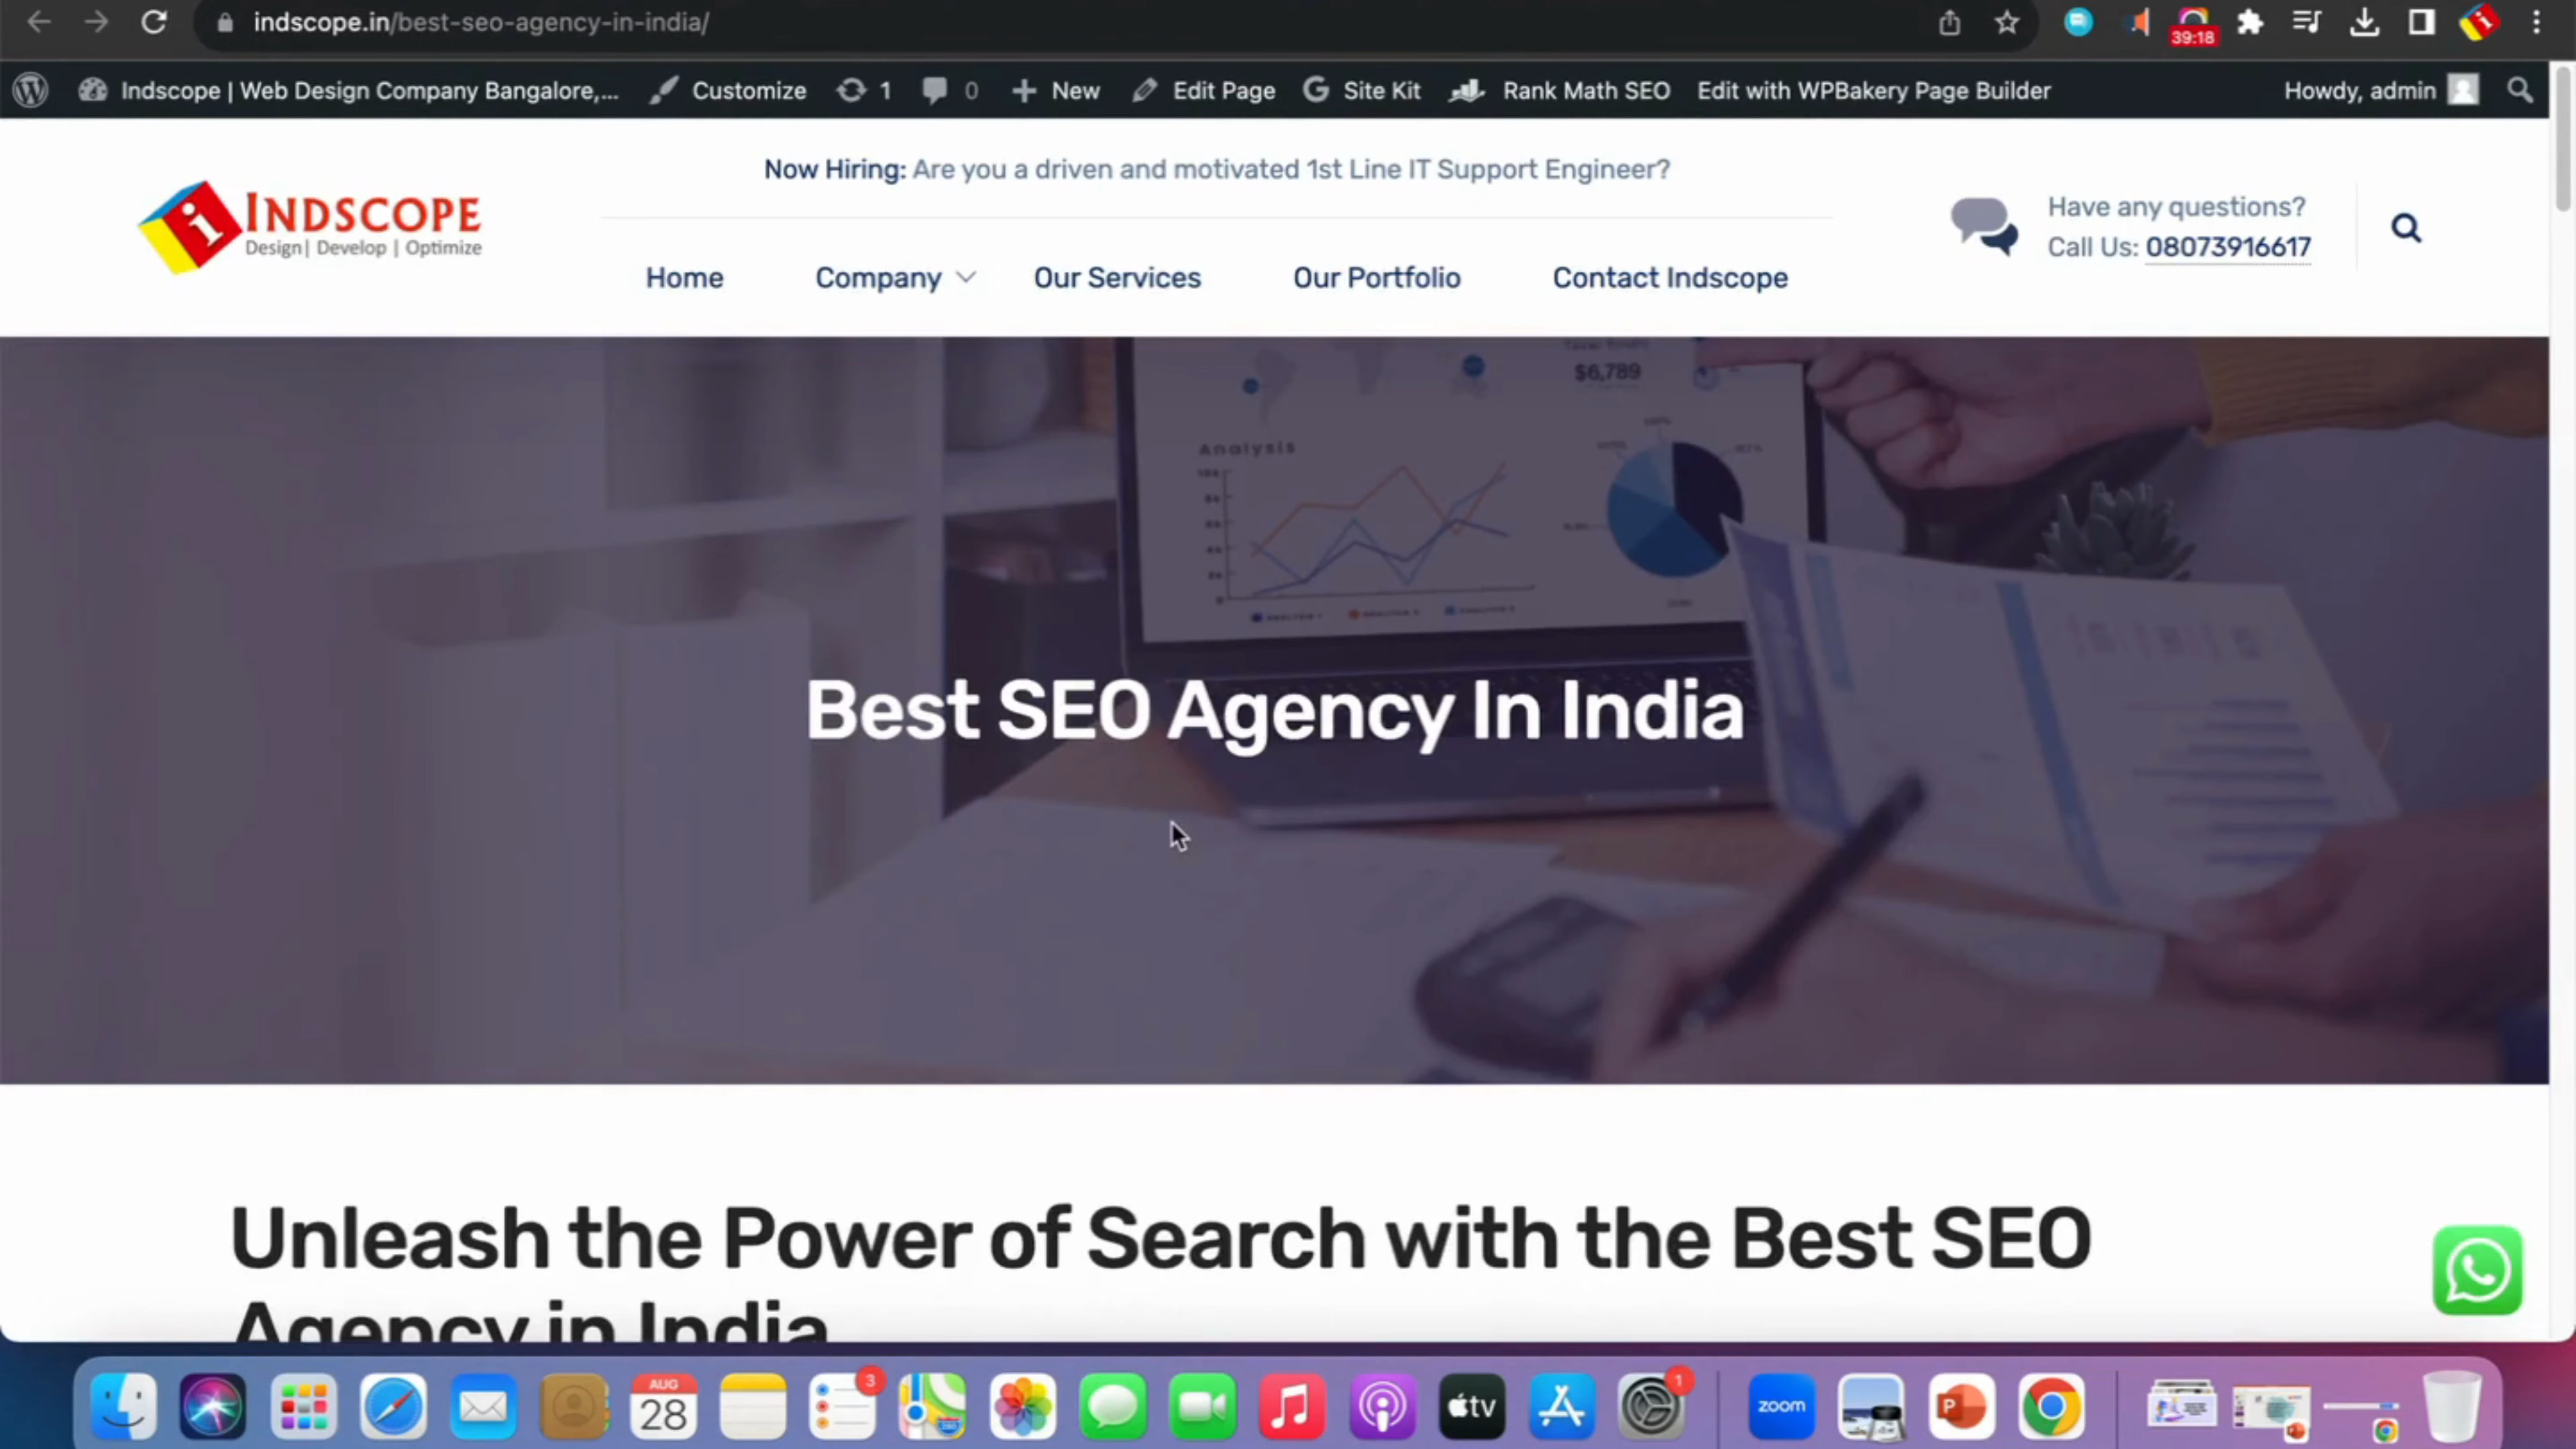 indscope.in/best-seo-agency-in-india/
39:18
Indscope | Web Design Company Bangalore,... Customize 1 0 New Edit Page Site Kit Rank Math SEO Edit with WPBakery Page Builder Howdy, admin
Now Hiring: Are you a driven and motivated 1st Line IT Support Engineer?
INDSCOPE
Design | Develop | Optimize
Have any questions?
Call Us: 08073916617
Home Company Our Services Our Portfolio Contact Indscope
$6,789
Analysis
Best SEO Agency In India
Unleash the Power of Search with the Best SEO
Agency in India
3
1
AUG
28
tv
zoom